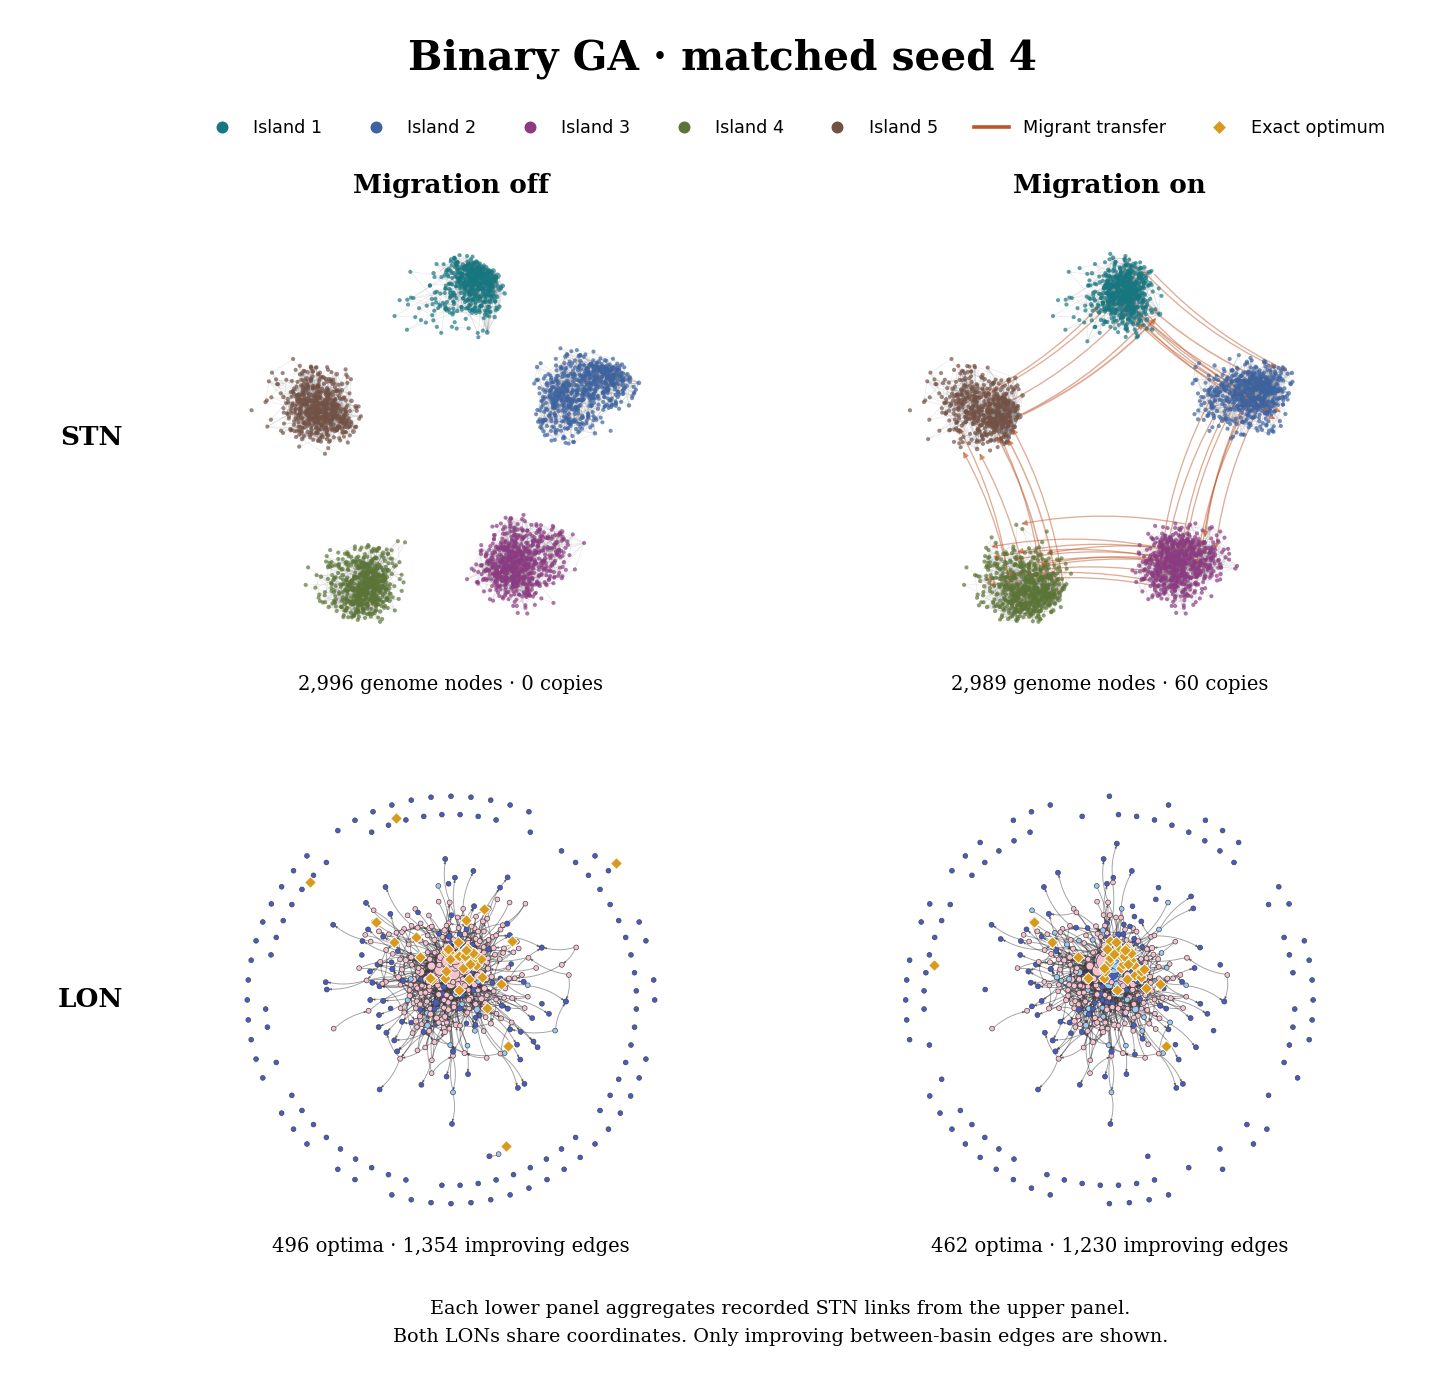 Binary GA · matched seed 4
Island 1 Island 2 Island 3 Island 4 Island 5 Migrant transfer Exact optimum
Migration off Migration on
STN
2,996 genome nodes · 0 copies 2,989 genome nodes · 60 copies
LON
496 optima · 1,354 improving edges 462 optima · 1,230 improving edges
Each lower panel aggregates recorded STN links from the upper panel.
Both LONs share coordinates. Only improving between-basin edges are shown.